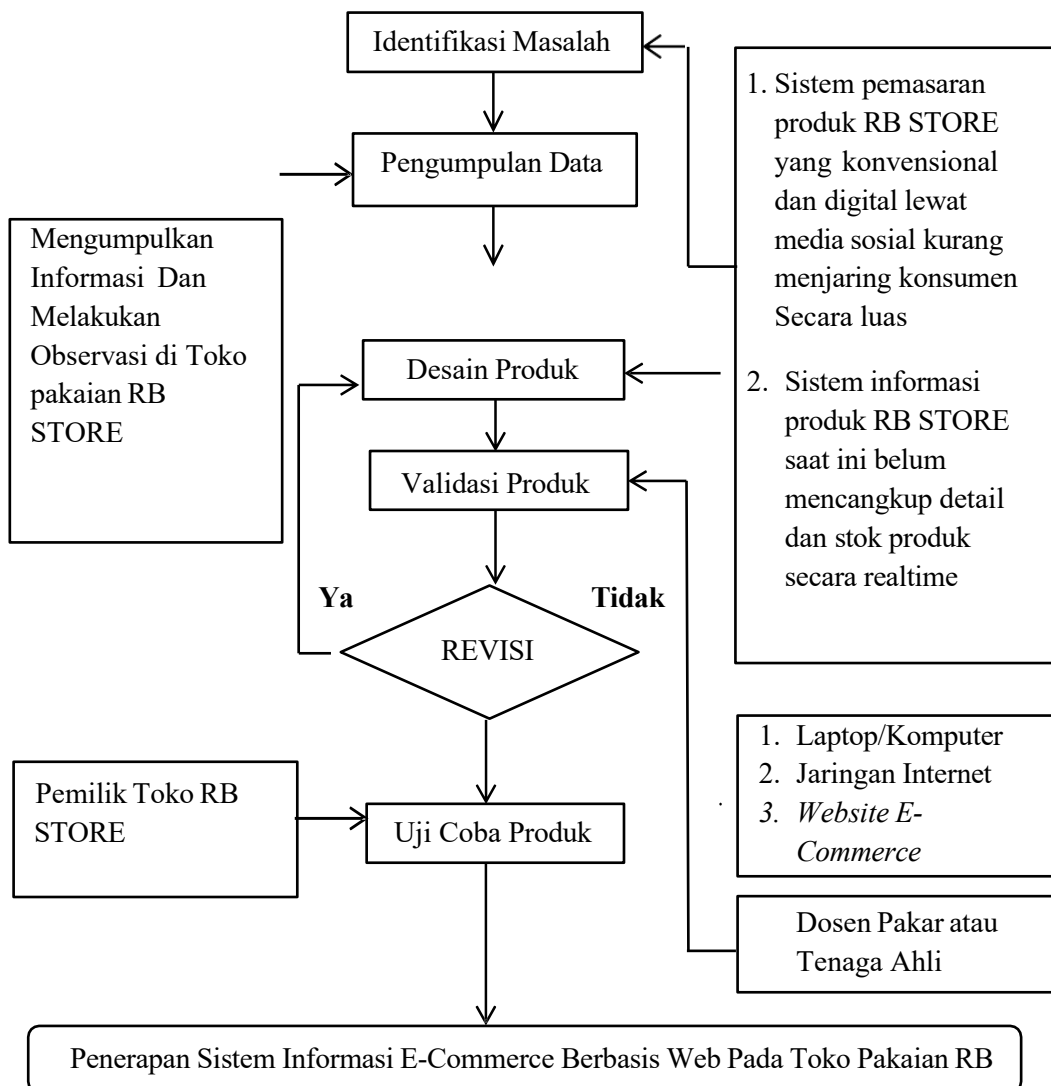 Identifikasi Masalah
1. Sistem pemasaran
produk RB STORE
yang konvensional
dan digital lewat
media sosial kurang
menjaring konsumen
Secara luas
2. Sistem informasi
produk RB STORE
saat ini belum
mencangkup detail
dan stok produk
secara realtime
Pengumpulan Data
Mengumpulkan
Informasi Dan
Melakukan
Observasi di Toko
pakaian RB
STORE
Desain Produk
Validasi Produk
Ya
Tidak
REVISI
1. Laptop/Komputer
2. Jaringan Internet
3. Website E-
Commerce
Pemilik Toko RB
STORE
Uji Coba Produk
Dosen Pakar atau
Tenaga Ahli
Penerapan Sistem Informasi E-Commerce Berbasis Web Pada Toko Pakaian RB